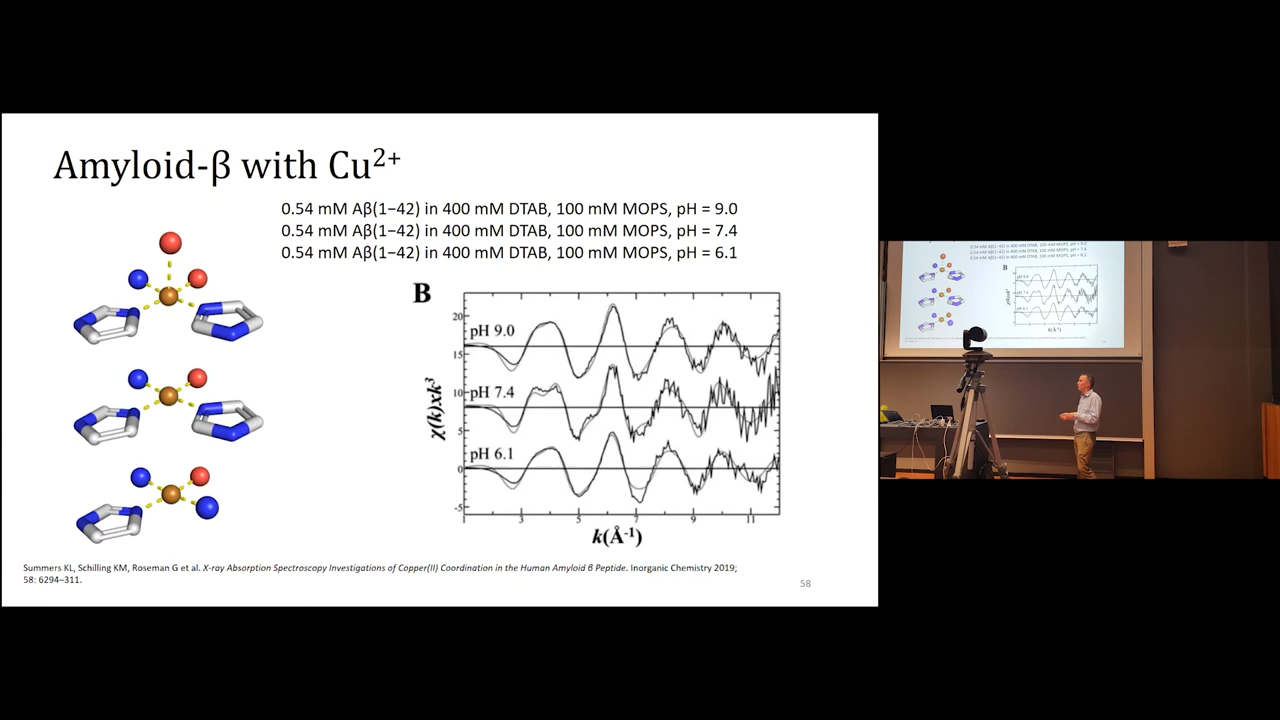 Amyloid-β with Cu²⁺
0.54 mM Aβ(1−42) in 400 mM DTAB, 100 mM MOPS, pH = 9.0
0.54 mM Aβ(1−42) in 400 mM DTAB, 100 mM MOPS, pH = 7.4
0.54 mM Aβ(1−42) in 400 mM DTAB, 100 mM MOPS, pH = 6.1
B
20
pH 9.0
15
10
pH 7.4
5
pH 6.1
0
-5
1 3 5 7 9 11
χ(k)xk³
k(Å⁻¹)
Summers KL, Schilling KM, Roseman G et al. X-ray Absorption Spectroscopy Investigations of Copper(II) Coordination in the Human Amyloid β Peptide. Inorganic Chemistry 2019;
58: 6294–311.
58